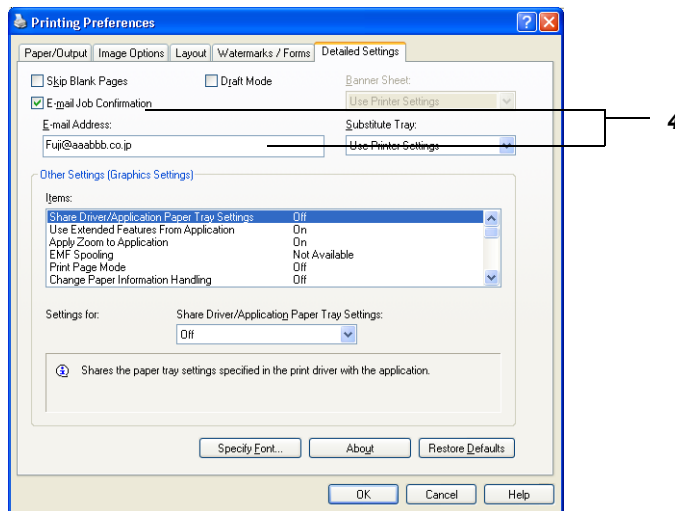 Printing Preferences
Paper/Output Image Options Layout Watermarks / Forms Detailed Settings
Skip Blank Pages Draft Mode Banner Sheet:
E-mail Job Confirmation Use Printer Settings
4
E-mail Address: Substitute Tray:
Fuji@aaabbb.co.jp Use Printer Settings
Other Settings (Graphics Settings)
Items:
Share Driver/Application Paper Tray Settings Off
Use Extended Features From Application On
Apply Zoom to Application On
EMF Spooling Not Available
Print Page Mode Off
Change Paper Information Handling Off
Settings for: Share Driver/Application Paper Tray Settings:
Off
Shares the paper tray settings specified in the print driver with the application.
Specify Font... About Restore Defaults
OK Cancel Help